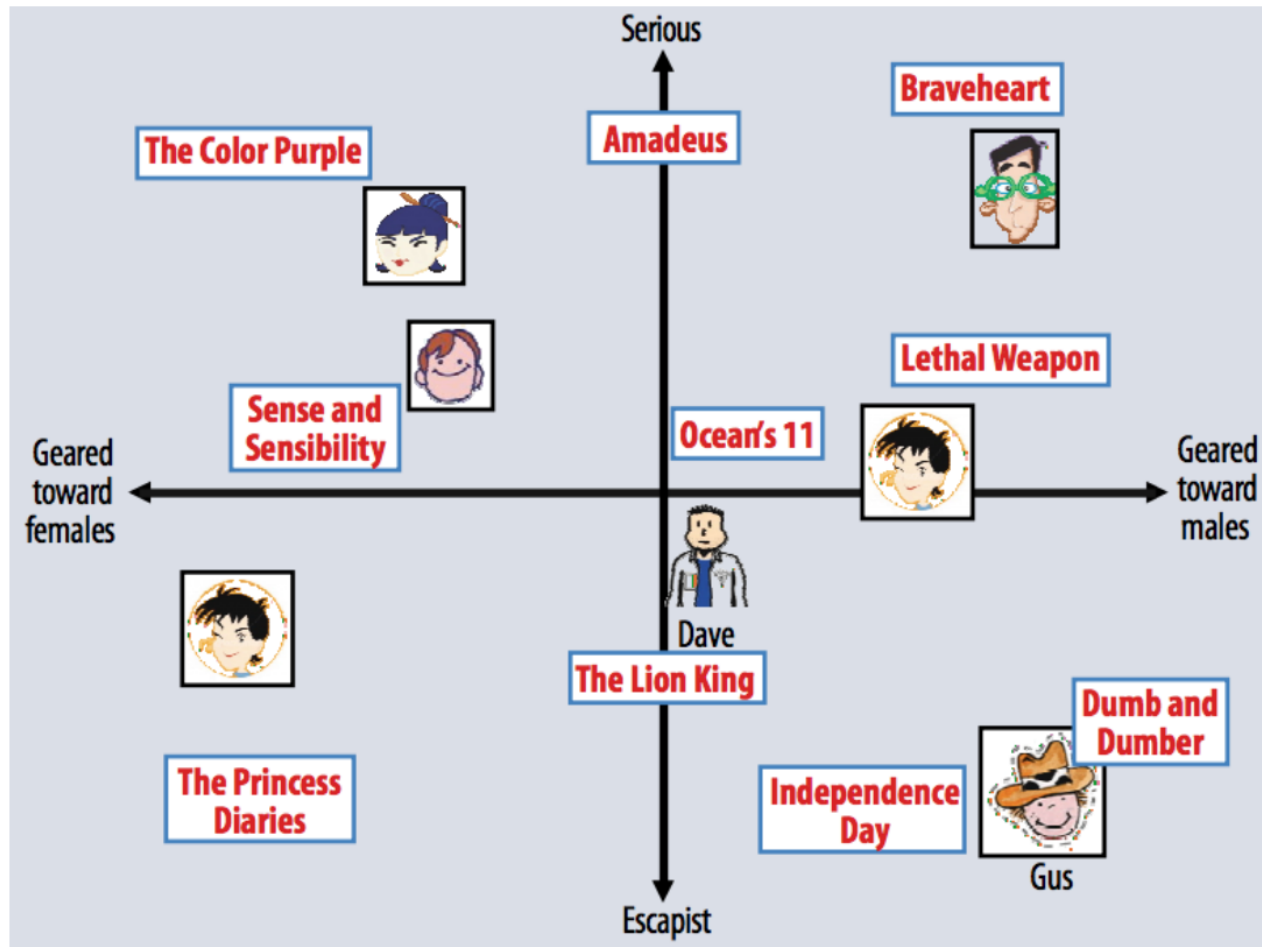 Serious
Braveheart
Amadeus
The Color Purple
Lethal Weapon
Sense and
Sensibility
Ocean's 11
Geared
toward
females
Geared
toward
males
Dave
The Lion King
Dumb and
Dumber
The Princess
Diaries
Independence
Day
Gus
Escapist